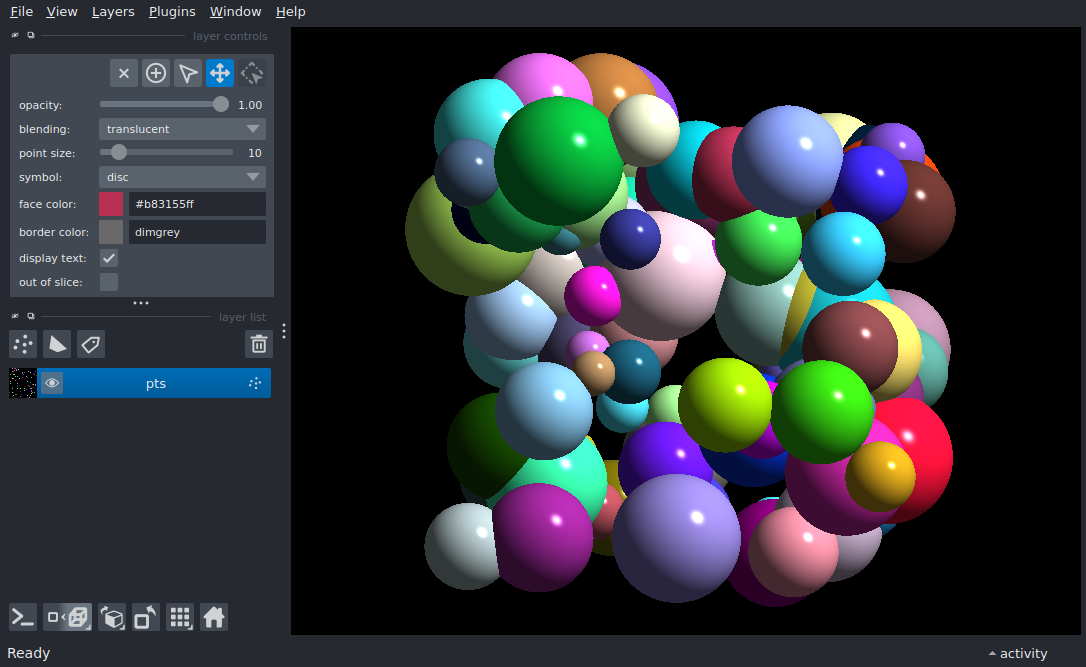 File View Layers Plugins Window Help
layer controls
opacity: 1.00
blending: translucent
point size: 10
symbol: disc
face color: #b83155ff
border color: dimgrey
display text:
out of slice:
layer list
pts
Ready
activity